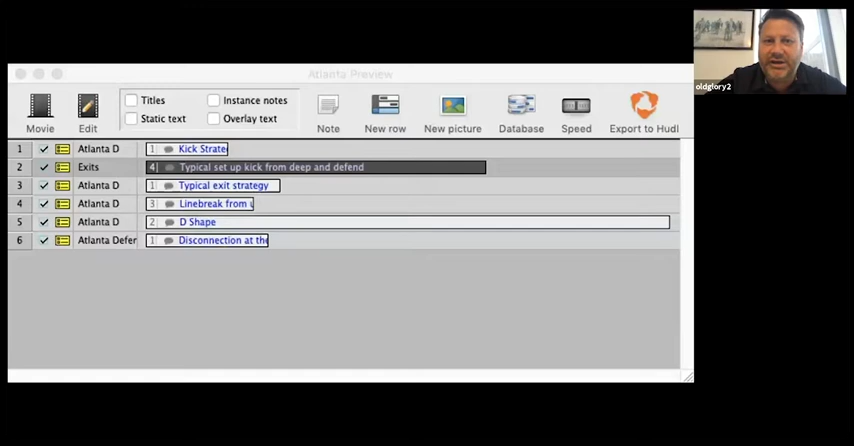 Atlanta Preview
Titles
Instance notes
Static text
Overlay text
Movie
Edit
Note
New row
New picture
Database
Speed
Export to Hudl
1 Atlanta D 1 Kick Strate
2 Exits 4 Typical set up kick from deep and defend
3 Atlanta D 1 Typical exit strategy
4 Atlanta D 3 Linebreak from u
5 Atlanta D 2 D Shape
6 Atlanta Defer 1 Disconnection at the
oldglory2